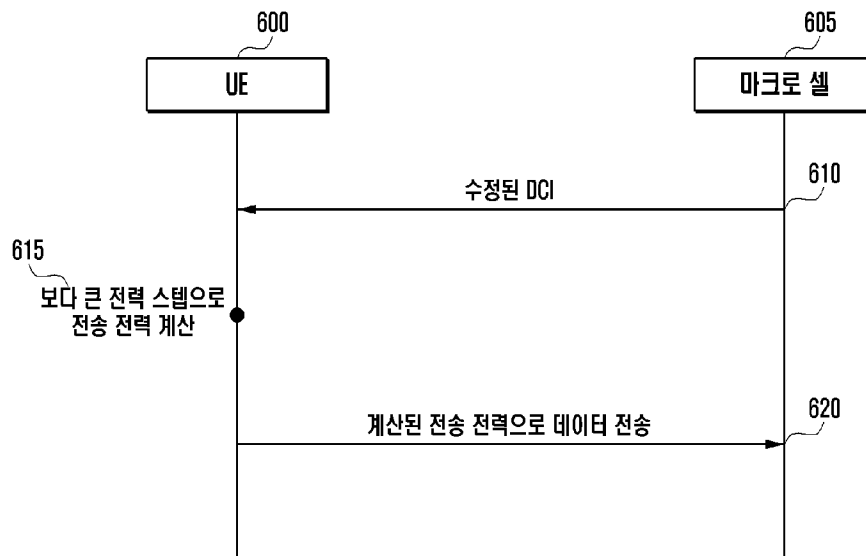 600
605
UE
마크로 셀
610
수정된 DCI
615
보다 큰 전력 스텝으로
전송 전력 계산
620
계산된 전송 전력으로 데이터 전송